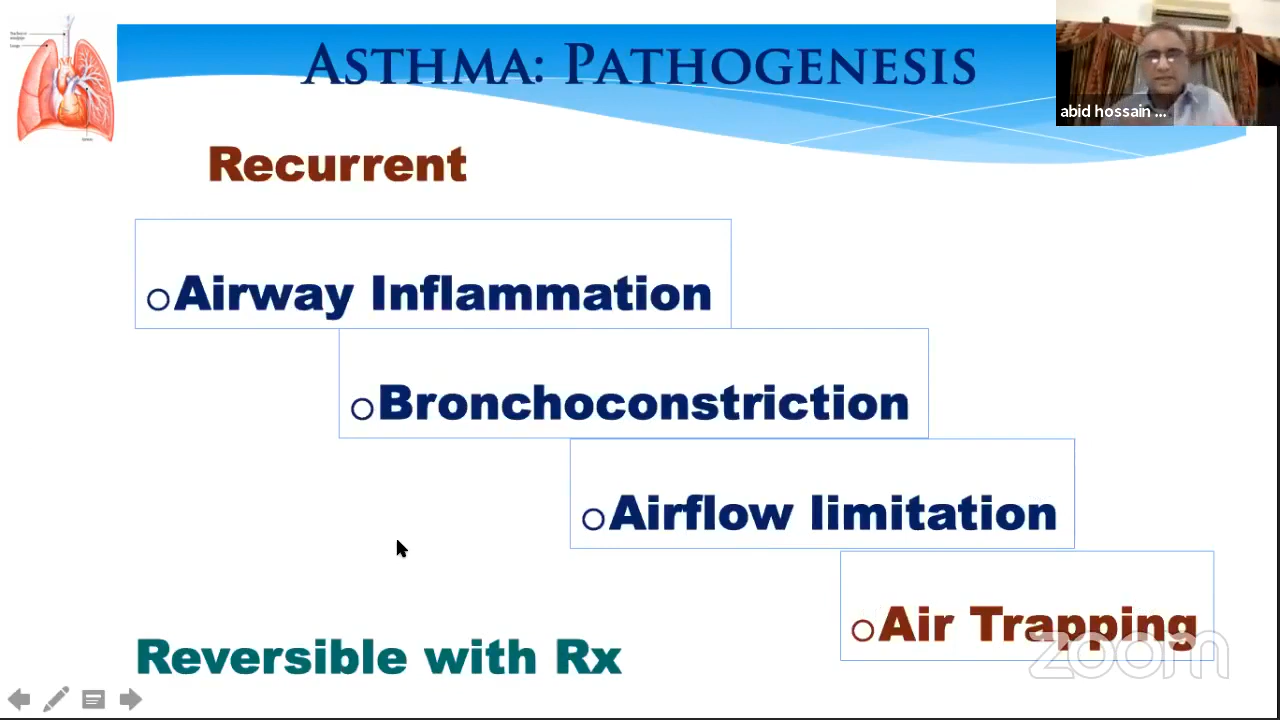 ASTHMA: PATHOGENESIS
abid hossain ...
Recurrent
Airway Inflammation
Bronchoconstriction
Airflow limitation
Air Trapping
zoom
Reversible with Rx